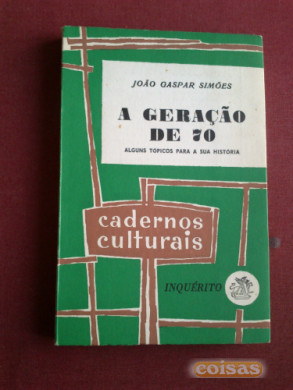 JOÃO GASPAR SIMÕES
A GERAÇÃO
DE 70
ALGUNS TÓPICOS PARA A SUA HISTÓRIA
cadernos
culturais
INQUÉRITO
coisas